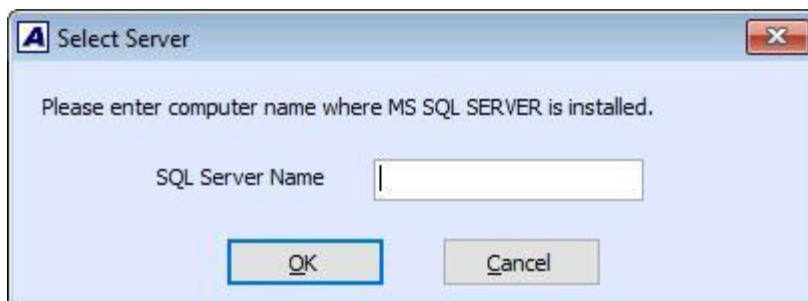 A Select Server
Please enter computer name where MS SQL SERVER is installed.
SQL Server Name
OK Cancel